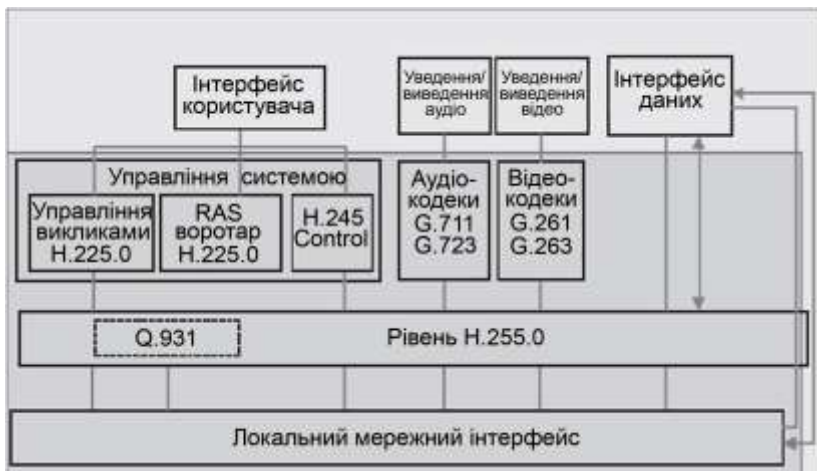 Інтерфейс
користувача
Уведення/
виведення
аудіо
Уведення/
виведення
відео
Інтерфейс
даних
Управління системою
Управління
викликами
H.225.0
RAS
воротар
H.225.0
H.245
Control
Аудіо-
кодеки
G.711
G.723
Відео-
кодеки
G.261
G.263
Q.931
Рівень H.255.0
Локальний мережний інтерфейс